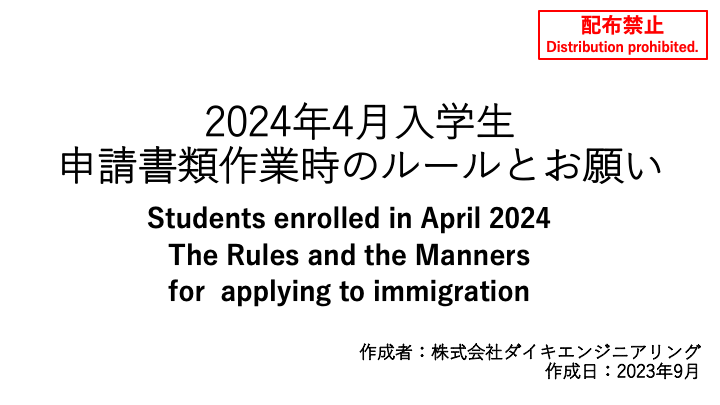 配布禁止
Distribution prohibited.
2024年4月入学生
申請書類作業時のルールとお願い
Students enrolled in April 2024
The Rules and the Manners
for  applying to immigration
作成者：株式会社ダイキエンジニアリング
作成日：2023年9月